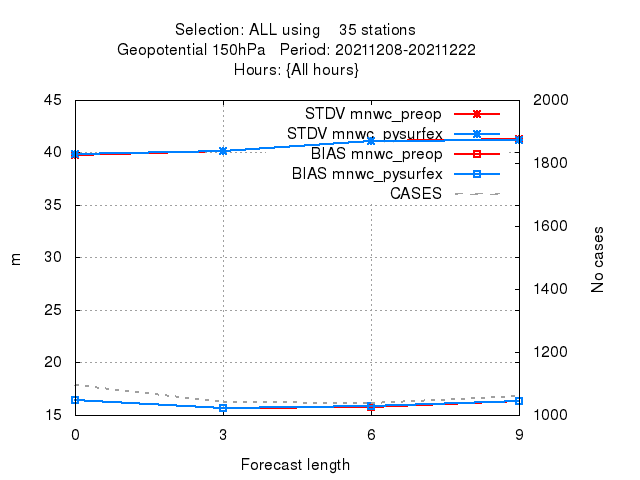 Selection: ALL using    35 stations
Geopotential 150hPa   Period: 20211208-20211222
Hours: {All hours}
STDV mnwc_preop
STDV mnwc_pysurfex
BIAS mnwc_preop
BIAS mnwc_pysurfex
CASES
45
40
35
30
25
20
15
m
2000
1800
1600
1400
1200
1000
No cases
0 3 6 9
Forecast length